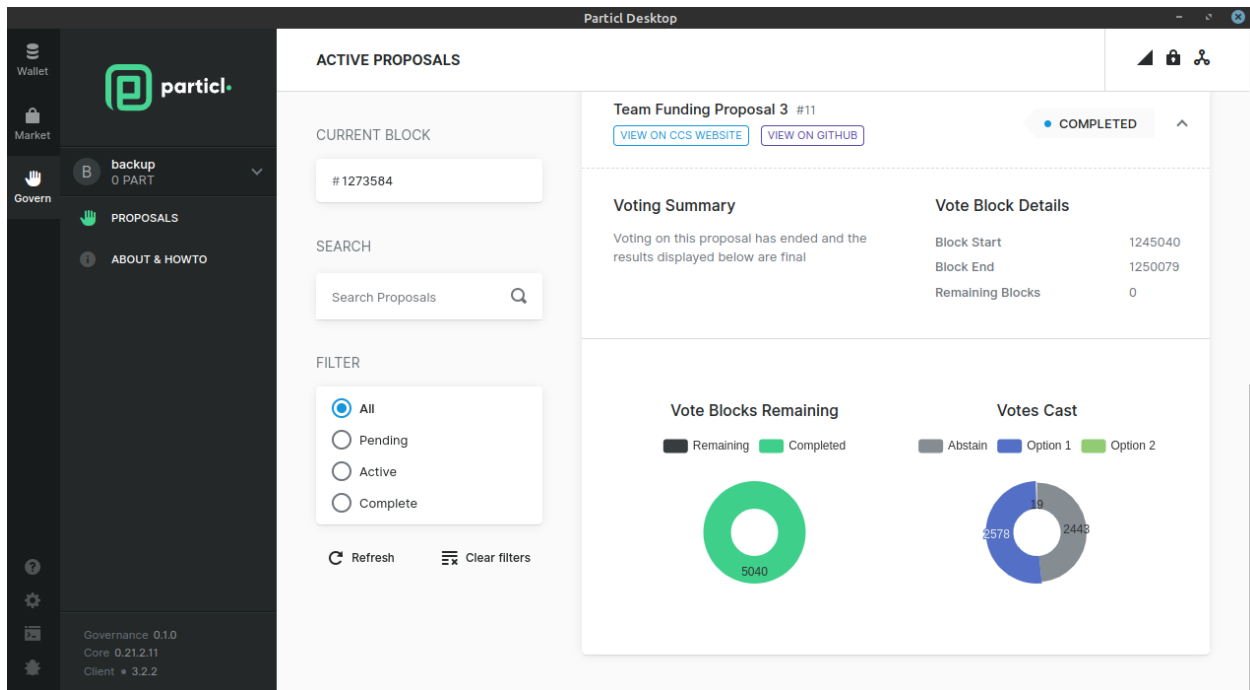 Particl Desktop
Wallet
Market
Govern
particl
B
backup
0 PART
PROPOSALS
ABOUT & HOWTO
Governance 0.1.0
Core 0.21.2.11
Client • 3.2.2
ACTIVE PROPOSALS
CURRENT BLOCK
# 1273584
SEARCH
Search Proposals
FILTER
All
Pending
Active
Complete
Refresh
Clear filters
Team Funding Proposal 3 #11
VIEW ON CCS WEBSITE VIEW ON GITHUB
COMPLETED
Voting Summary
Voting on this proposal has ended and the
results displayed below are final
Vote Block Details
Block Start 1245040
Block End 1250079
Remaining Blocks 0
Vote Blocks Remaining
Remaining Completed
5040
Votes Cast
Abstain Option 1 Option 2
19
2578
2443